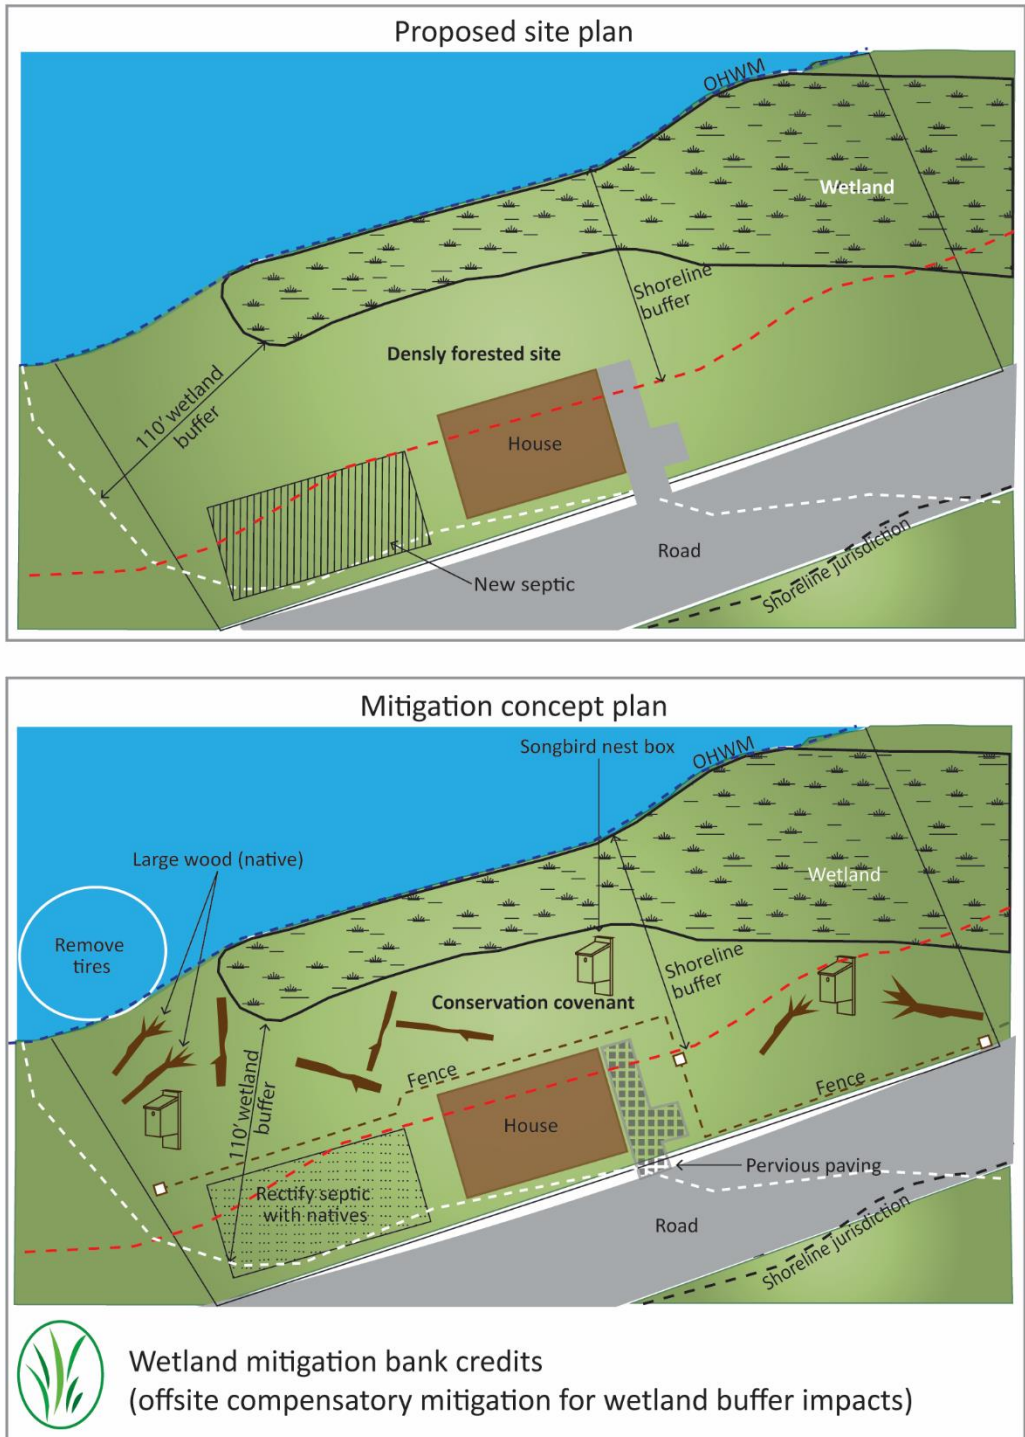 Proposed site plan
OHWM
Wetland
Shoreline
buffer
Densly forested site
110' wetland
buffer
House
New septic
Road
Shoreline jurisdiction
Mitigation concept plan
Songbird nest box
OHWM
Large wood (native)
Wetland
Remove
tires
Shoreline
buffer
Conservation covenant
Fence
110' wetland
buffer
Fence
House
Pervious paving
Rectify septic
with natives
Road
Shoreline jurisdiction
Wetland mitigation bank credits
(offsite compensatory mitigation for wetland buffer impacts)